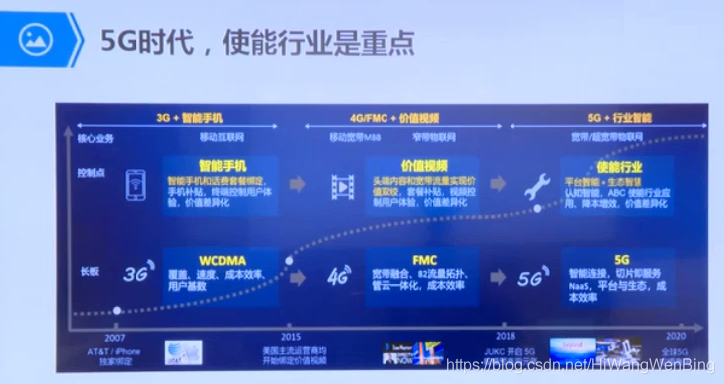 5G时代，使能行业是重点
3G + 智能手机
4G/FMC + 价值视频
5G + 行业智能
核心业务
移动互联网
移动宽带MBB
窄带物联网
宽带/超宽带物联网
控制点
智能手机
智能手机和话费套餐绑定，
手机补贴，终端控制用户体
验、价值差异化
价值视频
头端内容和宽带流量实现价
值双绞，套餐补贴，视频控
制用户体验、价值差异化
使能行业
平台智能 + 生态智慧
认知智能，ABC 使能行业应
用、降本增效，价值差异化
长板
3G
WCDMA
覆盖、速度、成本效率、
用户基数
4G
FMC
宽带融合、B2流量拓扑、
管云一体化，成本效率
5G
5G
智能连接，切片即服务
NaaS，平台与生态，成
本效率
2007
2015
2018
2020
AT&T / iPhone
独家绑定
at&t
美国主流运营商均
开始绑定价值视频
NOW
JUKC 开启 5G
全球5G
https://blog.csdn.net/HiWangWenBing